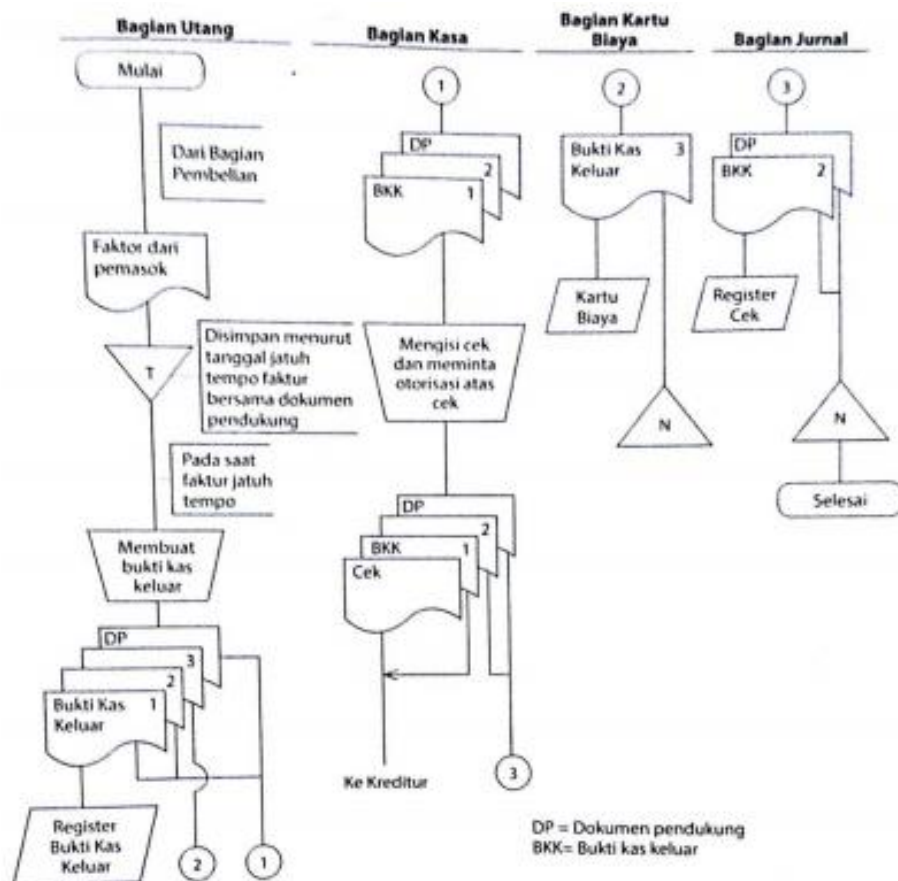 Bagian Utang
Mulai
Dari Bagian
Pembelian
Faktor dari
pemasok
T
Disimpan menurut
tanggal jatuh
tempo faktur
bersama dokumen
pendukung
Pada saat
faktur jatuh
tempo
Membuat
bukti kas
keluar
DP
3
2
Bukti Kas 1
Keluar
Register
Bukti Kas
Keluar
2
1
Bagian Kasa
1
DP
2
BKK 1
Mengisi cek
dan meminta
otorisasi atas
cek
DP
2
BKK 1
Cek
Ke Kreditur
3
Bagian Kartu
Biaya
2
Bukti Kas 3
Keluar
Kartu
Biaya
N
Bagian Jurnal
3
DP
BKK 2
Register
Cek
N
Selesai
DP = Dokumen pendukung
BKK= Bukti kas keluar